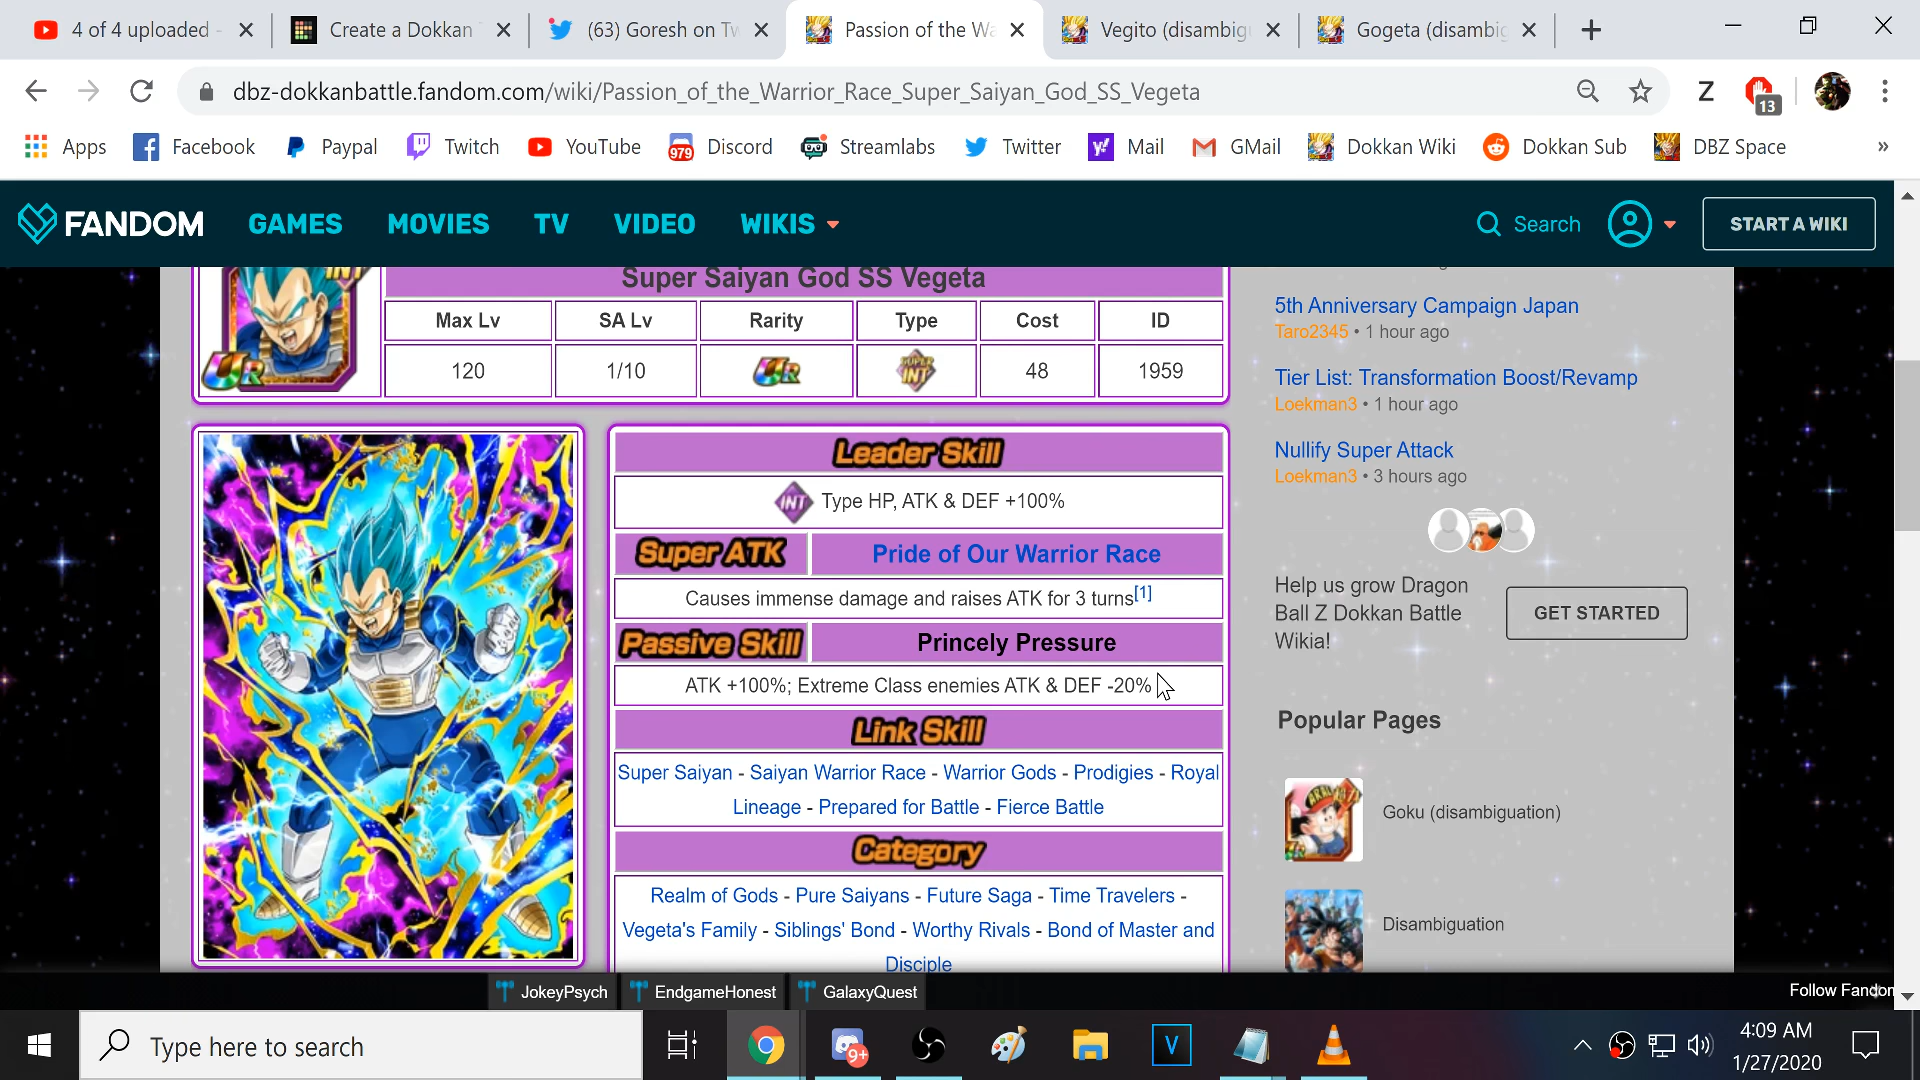 4 of 4 uploaded -
Create a Dokkan
(63) Goresh on Tw
Passion of the Wa
Vegito (disambig
Gogeta (disambig
dbz-dokkanbattle.fandom.com/wiki/Passion_of_the_Warrior_Race_Super_Saiyan_God_SS_Vegeta
Z
13
Apps
Facebook
Paypal
Twitch
YouTube
979
Discord
Streamlabs
Twitter
Mail
GMail
Dokkan Wiki
Dokkan Sub
DBZ Space
»
FANDOM
GAMES
MOVIES
TV
VIDEO
WIKIS
Search
START A WIKI
INT
UR
Super Saiyan God SS Vegeta
Max Lv
SA Lv
Rarity
Type
Cost
ID
120
1/10
UR
SUPER INT
48
1959
Leader Skill
INT Type HP, ATK & DEF +100%
Super ATK
Pride of Our Warrior Race
Causes immense damage and raises ATK for 3 turns[1]
Passive Skill
Princely Pressure
ATK +100%; Extreme Class enemies ATK & DEF -20%
Link Skill
Super Saiyan - Saiyan Warrior Race - Warrior Gods - Prodigies - Royal
Lineage - Prepared for Battle - Fierce Battle
Category
Realm of Gods - Pure Saiyans - Future Saga - Time Travelers -
Vegeta's Family - Siblings' Bond - Worthy Rivals - Bond of Master and
Disciple
5th Anniversary Campaign Japan
Taro2345 • 1 hour ago
Tier List: Transformation Boost/Revamp
Loekman3 • 1 hour ago
Nullify Super Attack
Loekman3 • 3 hours ago
Help us grow Dragon
Ball Z Dokkan Battle
Wikia!
GET STARTED
Popular Pages
Goku (disambiguation)
Disambiguation
JokeyPsych
EndgameHonest
GalaxyQuest
Follow Fandom
Type here to search
9+
V
4:09 AM
1/27/2020